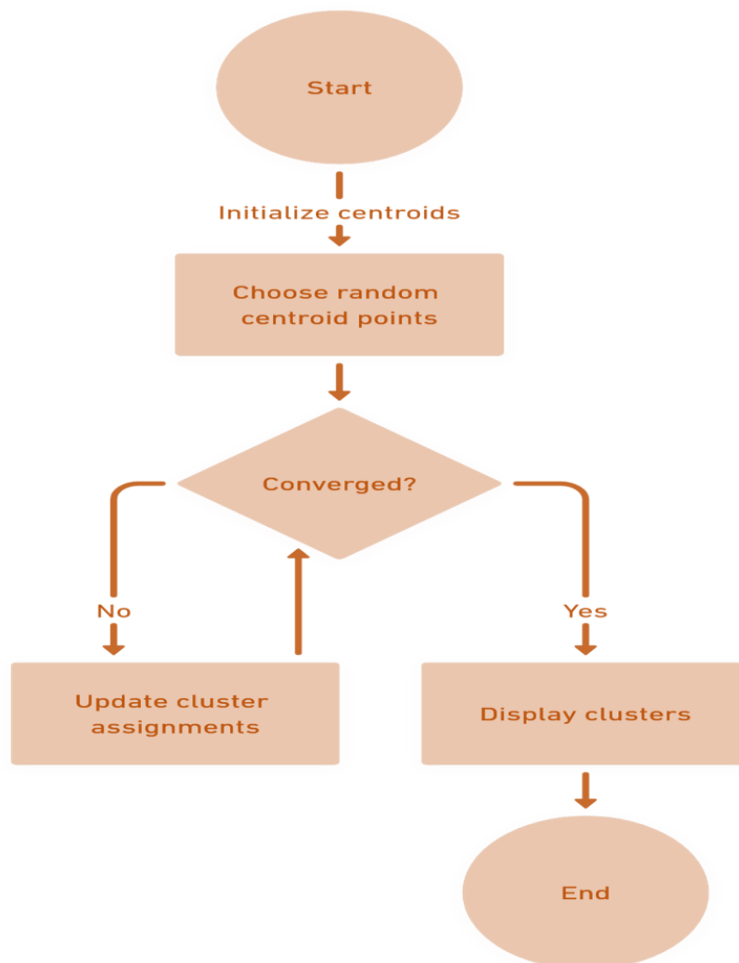 Start
Initialize centroids
Choose random
centroid points
Converged?
No
Yes
Update cluster
assignments
Display clusters
End